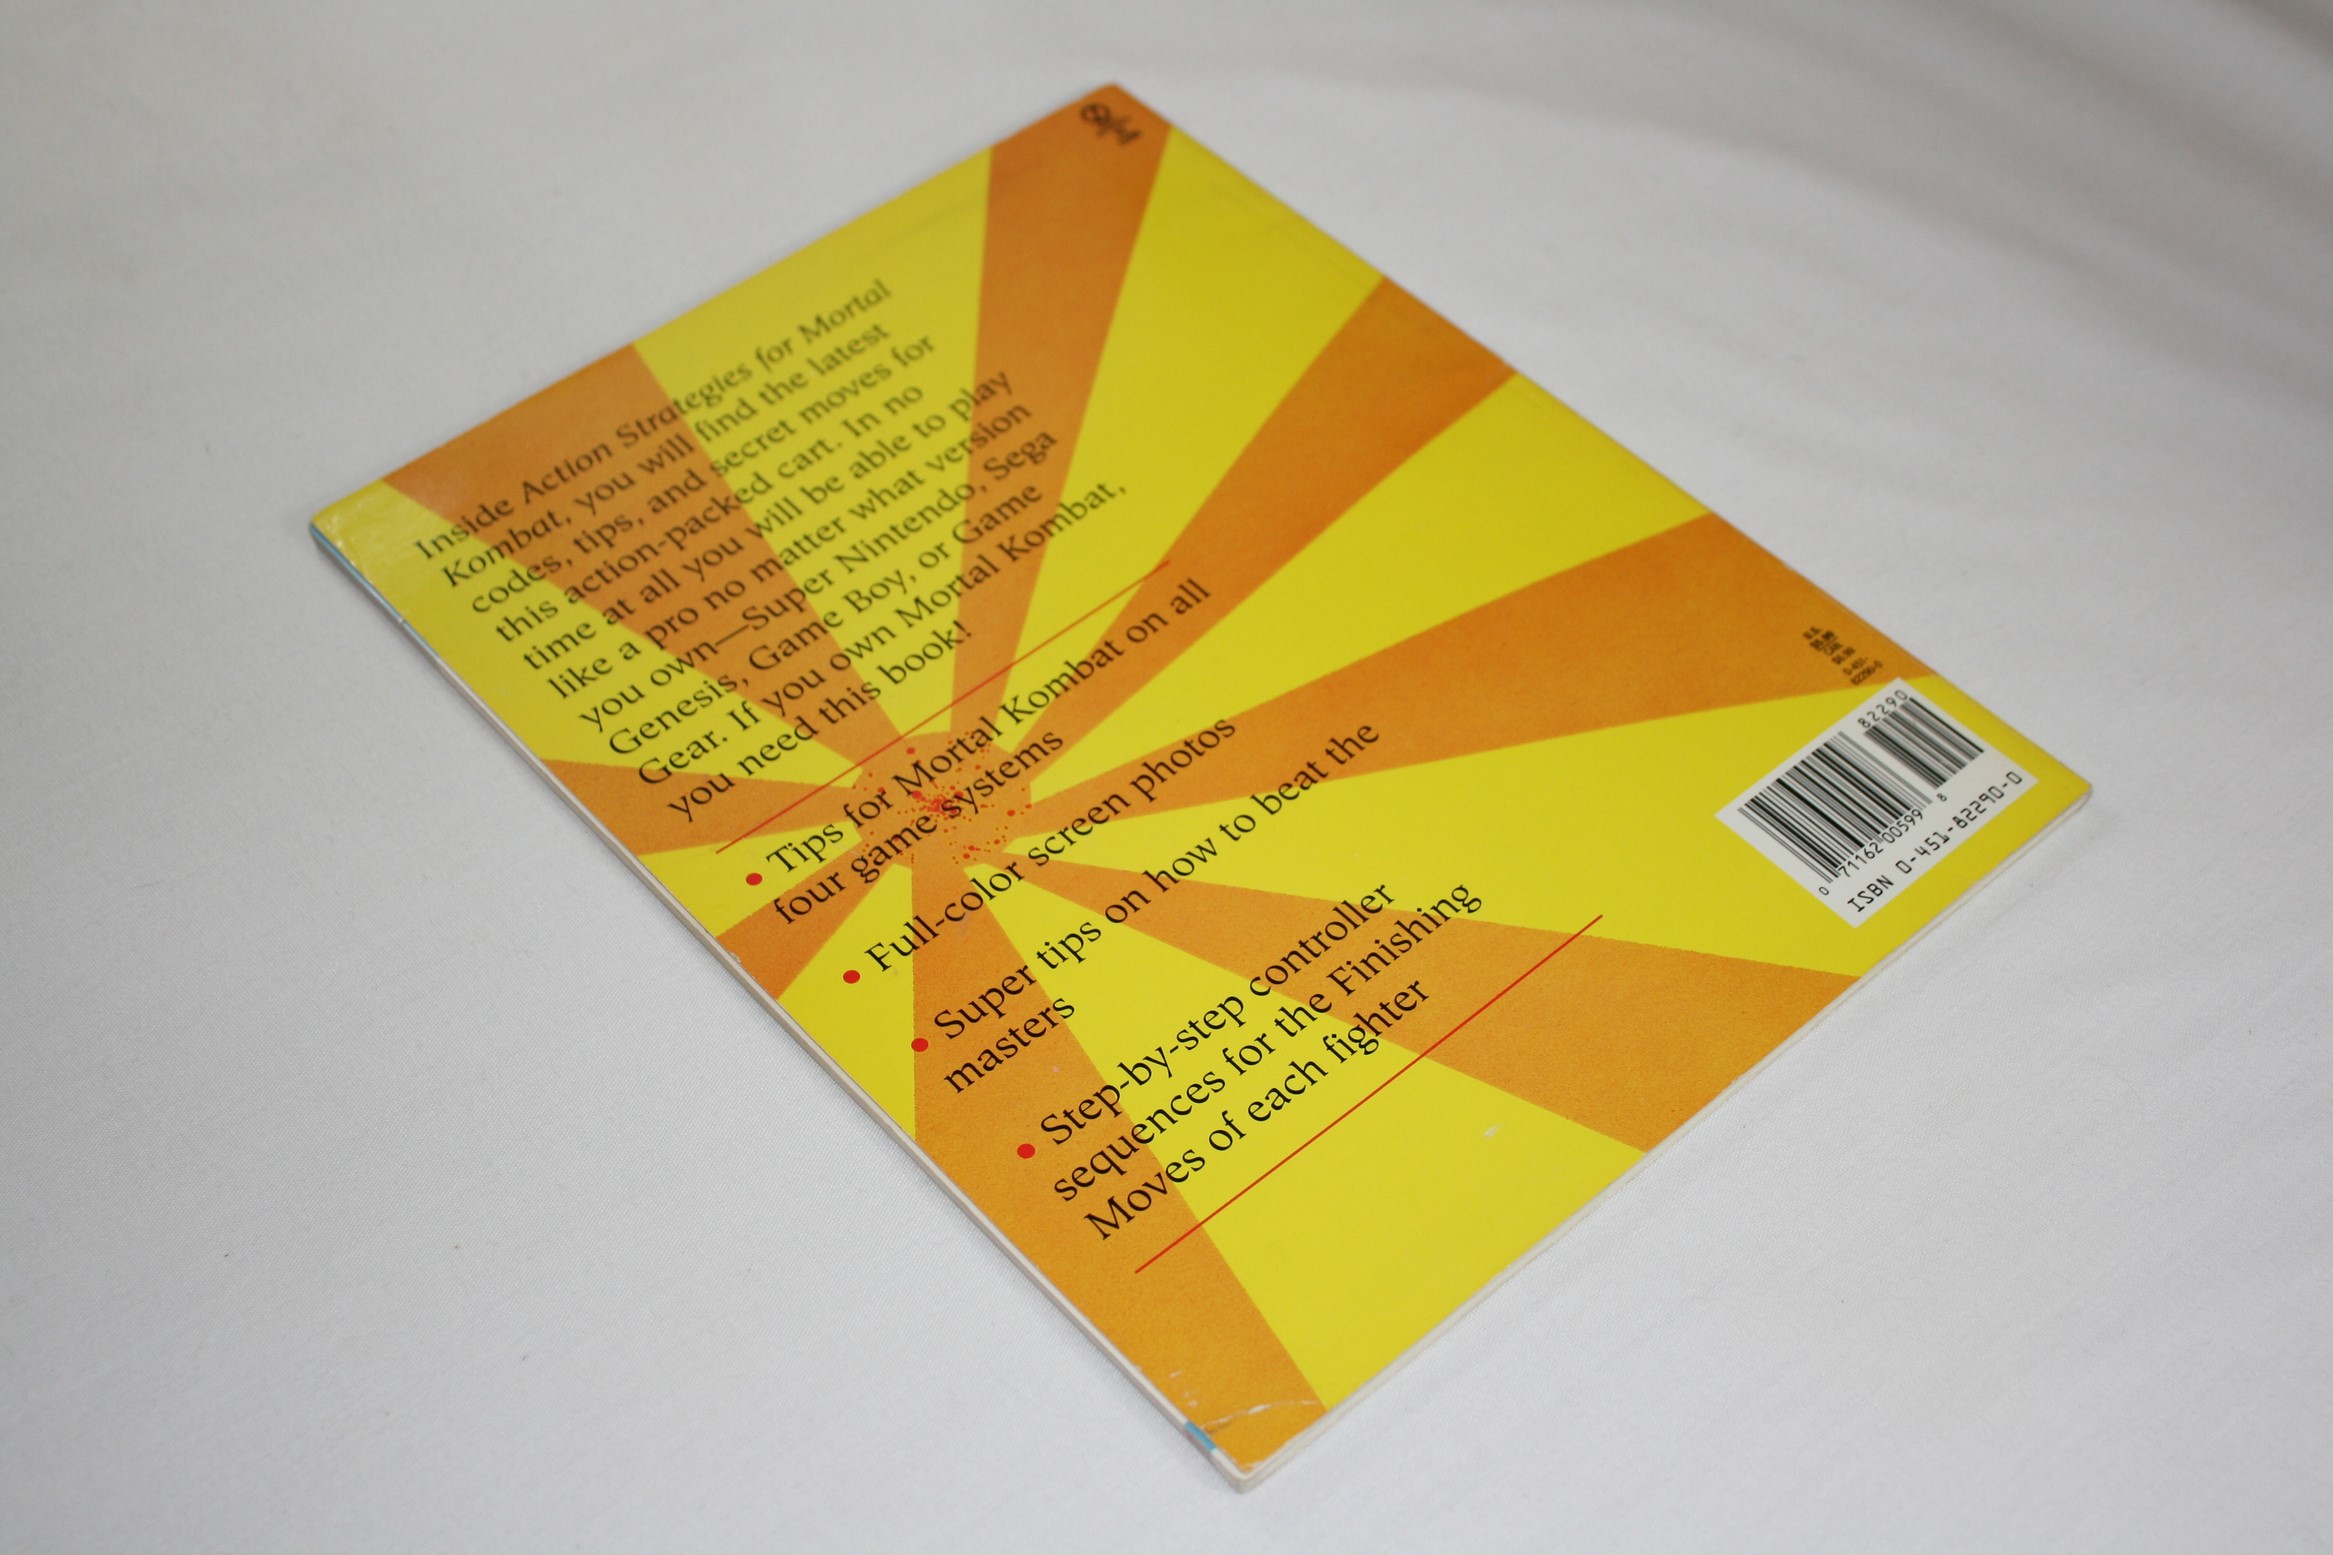 Inside Action Strategies for Mortal
Kombat, you will find the latest
codes, tips, and secret moves for
this action-packed cart. In no
time at all you will be able to play
like a pro no matter what version
you own—Super Nintendo, Sega
Genesis, Game Boy, or Game
Gear. If you own Mortal Kombat,
you need this book!
• Tips for Mortal Kombat on all
four game systems
• Full-color screen photos
• Super tips on how to beat the
masters
• Step-by-step controller
sequences for the Finishing
Moves of each fighter
U.S.
CAN.
0-451-
82290-0
82290
0 71162 00599 8
ISBN 0-451-82290-0